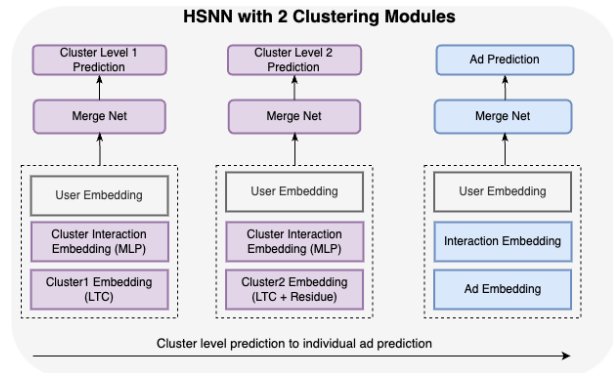 HSNN with 2 Clustering Modules
Cluster Level 1
Prediction
Merge Net
User Embedding
Cluster Interaction
Embedding (MLP)
Cluster1 Embedding
(LTC)
Cluster Level 2
Prediction
Merge Net
User Embedding
Cluster Interaction
Embedding (MLP)
Cluster2 Embedding
(LTC + Residue)
Ad Prediction
Merge Net
User Embedding
Interaction Embedding
Ad Embedding
Cluster level prediction to individual ad prediction